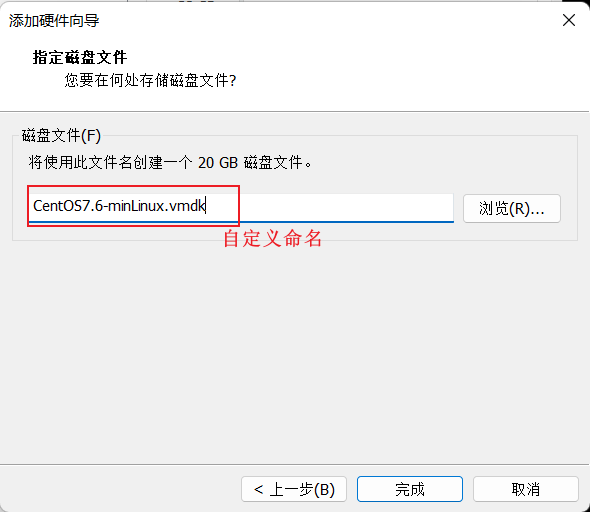 添加硬件向导
指定磁盘文件
您要在何处存储磁盘文件?
磁盘文件(F)
将使用此文件名创建一个 20 GB 磁盘文件。
CentOS7.6-minLinux.vmdk
浏览(R)...
自定义命名
< 上一步(B)
完成
取消